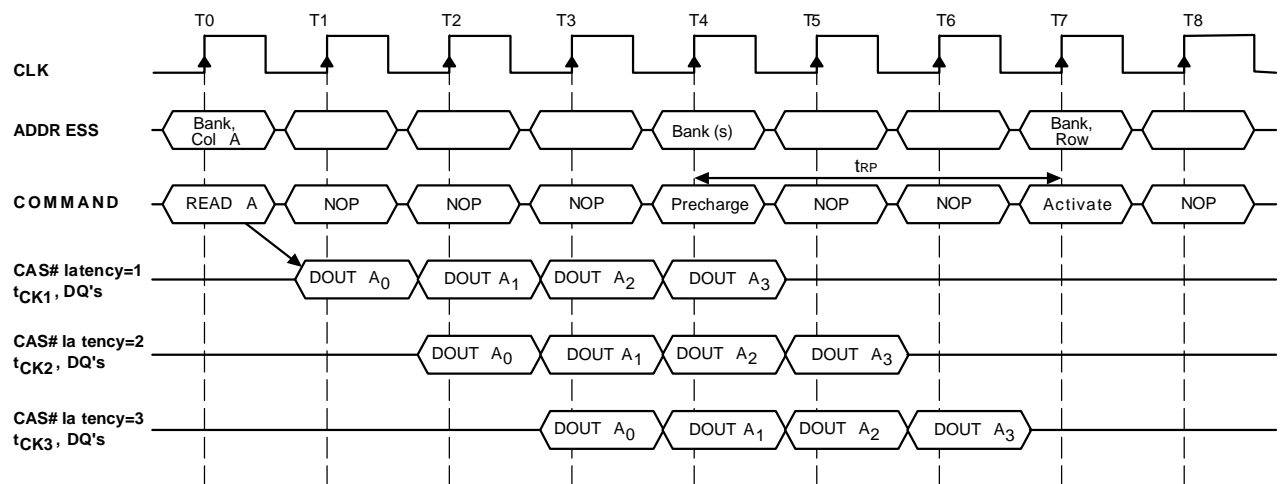 T0 T1 T2 T3 T4 T5 T6 T7 T8
CLK
ADDR ESS
Bank,
Col A
Bank (s)
Bank,
Row
tRP
COMMAND
READ A NOP NOP NOP Precharge NOP NOP Activate NOP
CAS# latency=1
tCK1, DQ's
DOUT A0 DOUT A1 DOUT A2 DOUT A3
CAS# la tency=2
tCK2, DQ's
DOUT A0 DOUT A1 DOUT A2 DOUT A3
CAS# la tency=3
tCK3, DQ's
DOUT A0 DOUT A1 DOUT A2 DOUT A3